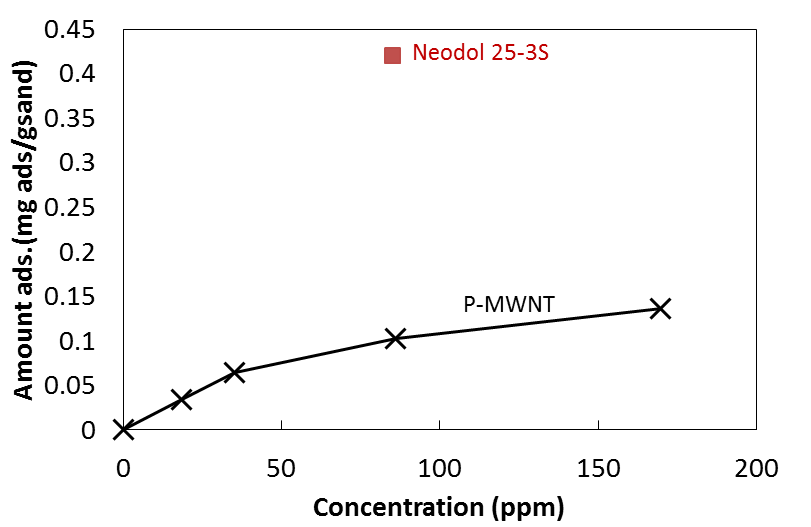 0.45
Neodol 25-3S
0.4
0.35
0.3
0.25
0.2
0.15
P-MWNT
0.1
0.05
0
Amount ads.(mg ads/gsand)
0 50 100 150 200
Concentration (ppm)